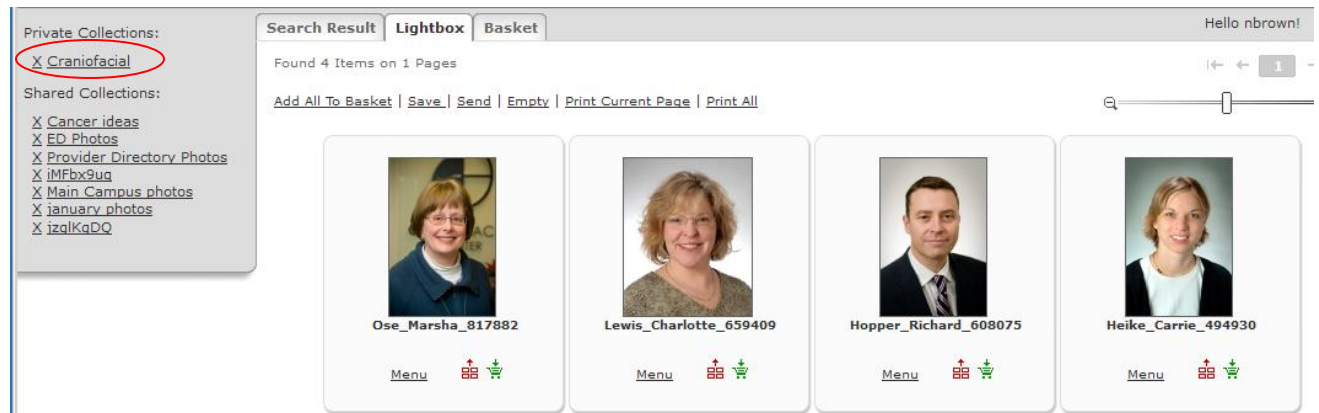 Private Collections:
X Craniofacial
Shared Collections:
X Cancer ideas
X ED Photos
X Provider Directory Photos
X iMFbx9uq
X Main Campus photos
X january photos
X jzqlKgDQ
Search Result Lightbox Basket
Hello nbrown!
Found 4 Items on 1 Pages
1
Add All To Basket | Save | Send | Empty | Print Current Page | Print All
Ose_Marsha_817882
Lewis_Charlotte_659409
Hopper_Richard_608075
Heike_Carrie_494930
Menu
Menu
Menu
Menu